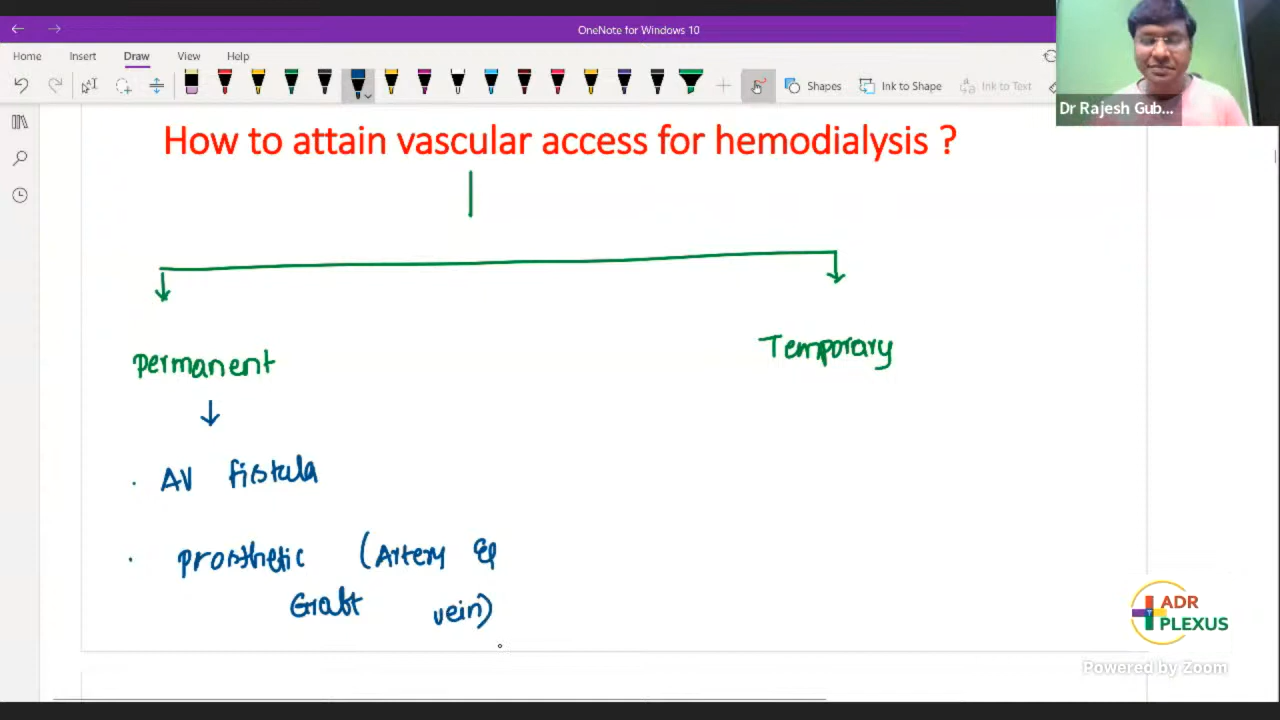 OneNote for Windows 10
Home Insert Draw View Help
Shapes Ink to Shape Ink to Text
Dr Rajesh Gub...
How to attain vascular access for hemodialysis ?
Permanent
Temporary
. AV fistula
. prosthetic (Artery &
Graft vein)
ADR
PLEXUS
Powered by Zoom